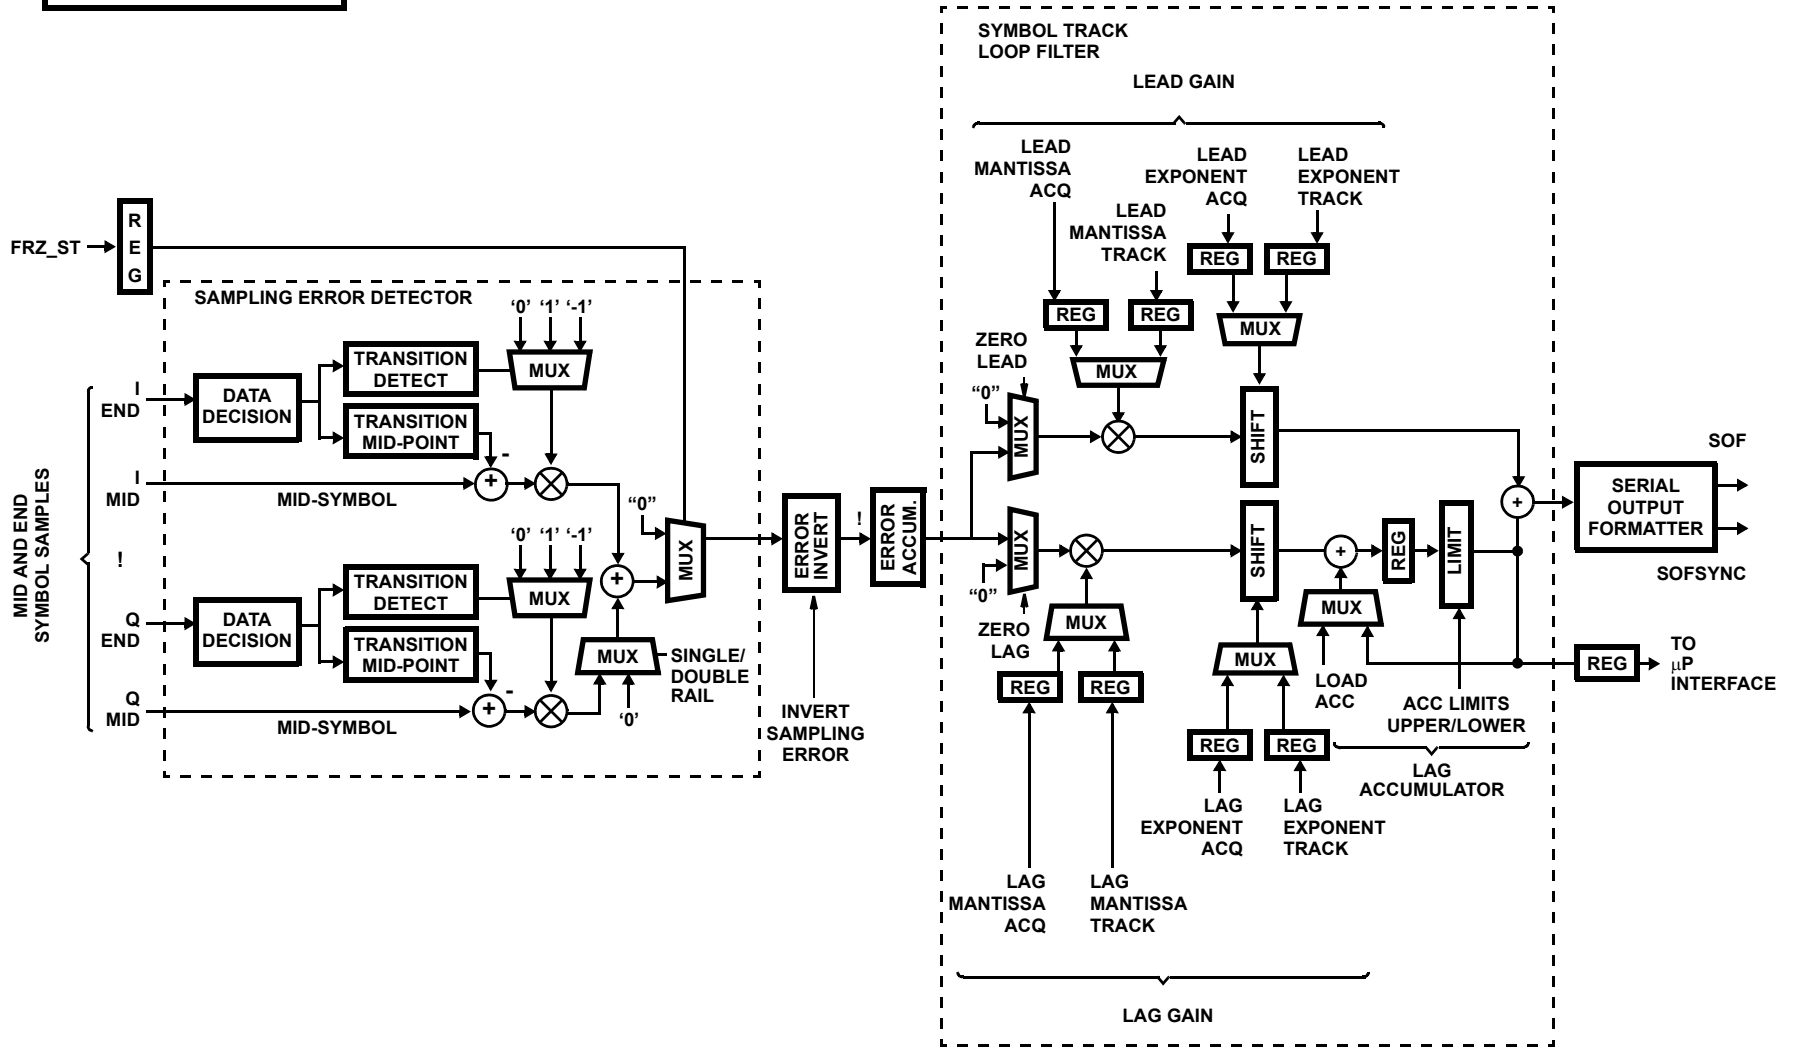 SYMBOL TRACK
LOOP FILTER
LEAD GAIN
LEAD
MANTISSA
ACQ
LEAD
MANTISSA
TRACK
LEAD
EXPONENT
ACQ
LEAD
EXPONENT
TRACK
REG
REG
MUX
REG
REG
MUX
FRZ_ST
R
E
G
SAMPLING ERROR DETECTOR
‘0’ ‘1’ ‘-1’
TRANSITION
DETECT
MUX
I
END
DATA
DECISION
TRANSITION
MID-POINT
-
+
I
MID
MID-SYMBOL
MID AND END
SYMBOL SAMPLES
!
‘0’ ‘1’ ‘-1’
TRANSITION
DETECT
MUX
Q
END
DATA
DECISION
TRANSITION
MID-POINT
-
+
Q
MID
MID-SYMBOL
+
MUX
SINGLE/
DOUBLE
RAIL
‘0’
“0”
MUX
ERROR
INVERT
INVERT
SAMPLING
ERROR
!
ERROR
ACCUM.
ZERO
LEAD
“0”
MUX
SHIFT
MUX
“0”
ZERO
LAG
MUX
REG
REG
LAG
MANTISSA
ACQ
LAG
MANTISSA
TRACK
SHIFT
MUX
REG
REG
LAG
EXPONENT
ACQ
LAG
EXPONENT
TRACK
+
REG
LIMIT
MUX
LOAD
ACC
ACC LIMITS
UPPER/LOWER
LAG
ACCUMULATOR
LAG GAIN
+
SERIAL
OUTPUT
FORMATTER
SOF
SOFSYNC
REG
TO
µP
INTERFACE